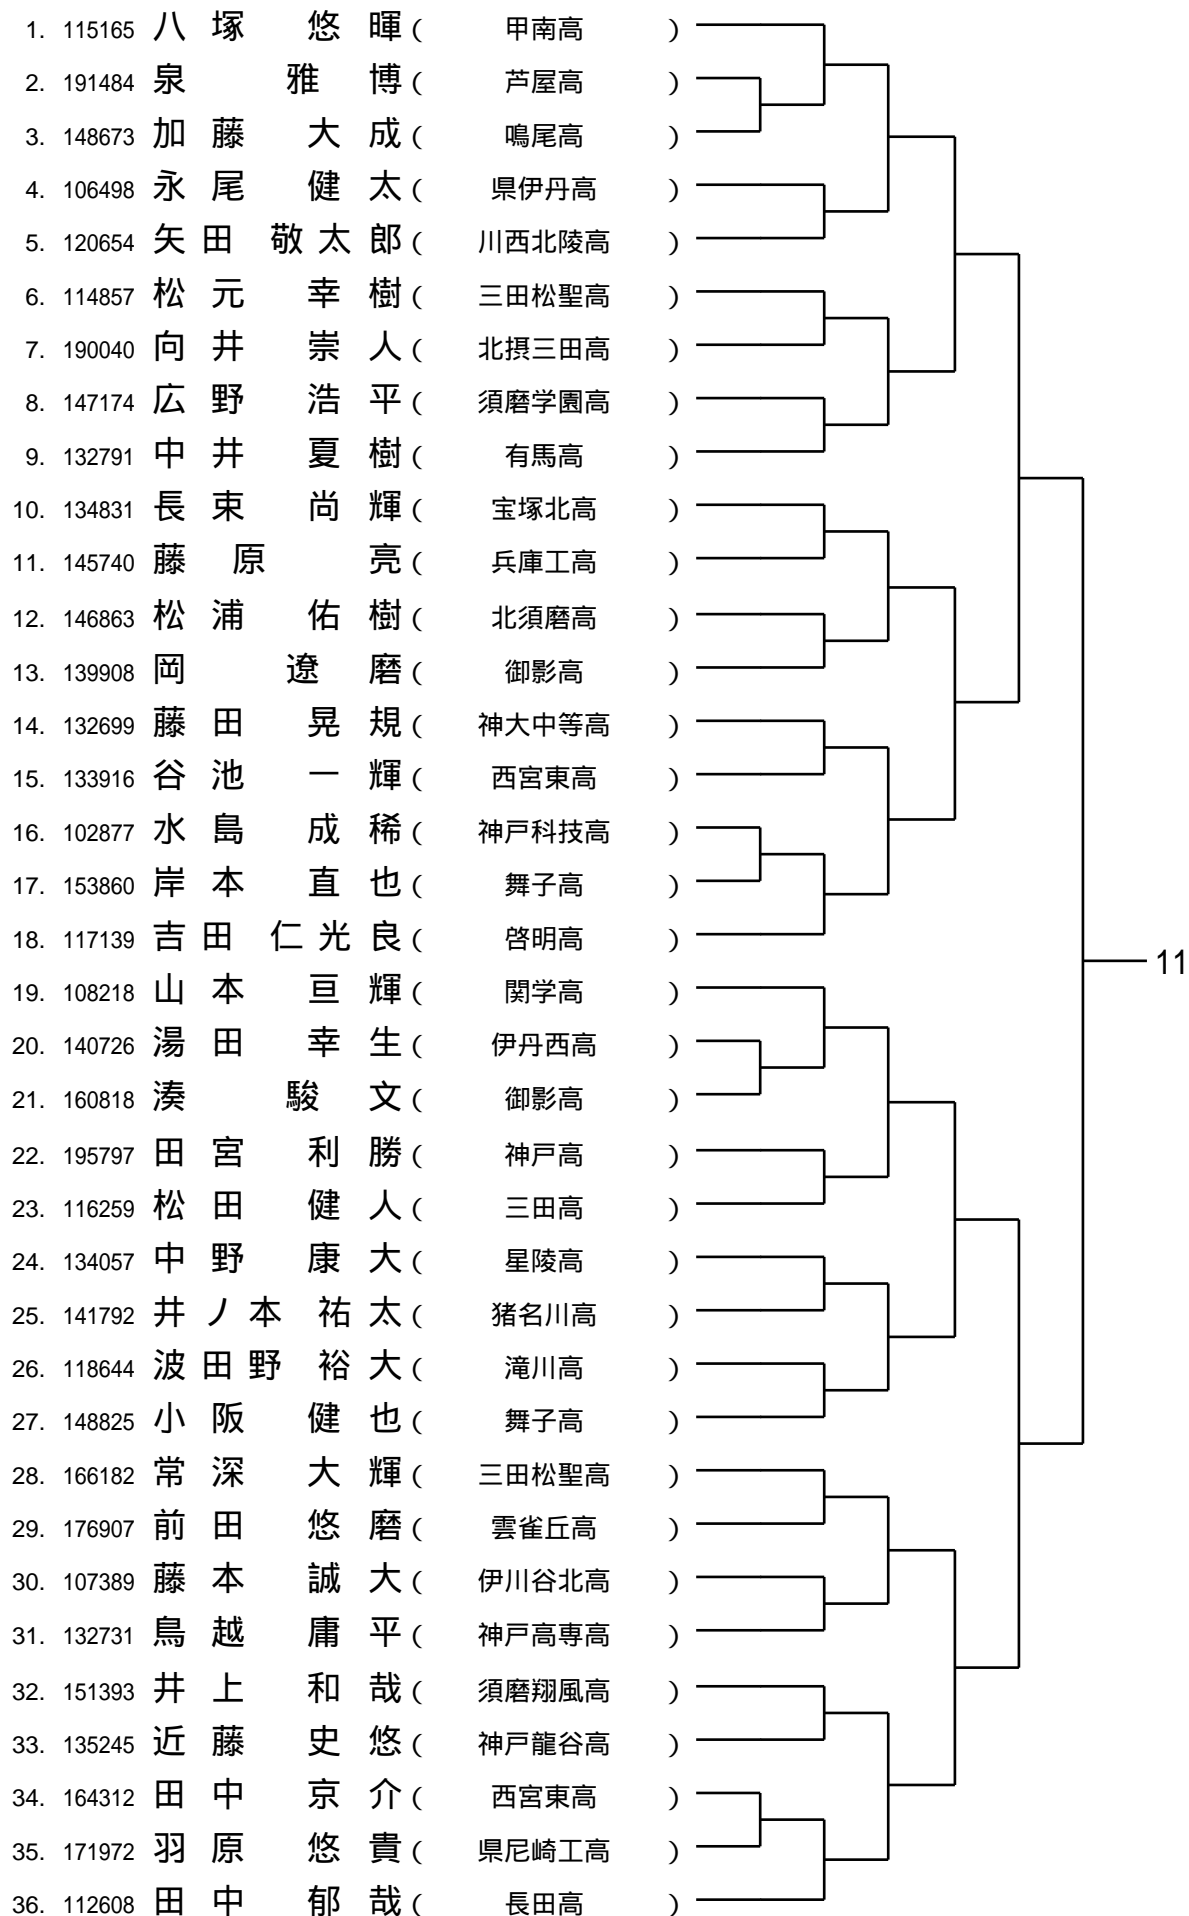 1. 115165 八塚 悠暉 ( 甲南高 )
2. 191484 泉 雅博 ( 芦屋高 )
3. 148673 加藤 大成 ( 鳴尾高 )
4. 106498 永尾 健太 ( 県伊丹高 )
5. 120654 矢田 敬太郎 ( 川西北陵高 )
6. 114857 松元 幸樹 ( 三田松聖高 )
7. 190040 向井 崇人 ( 北摂三田高 )
8. 147174 広野 浩平 ( 須磨学園高 )
9. 132791 中井 夏樹 ( 有馬高 )
10. 134831 長束 尚輝 ( 宝塚北高 )
11. 145740 藤原 亮 ( 兵庫工高 )
12. 146863 松浦 佑樹 ( 北須磨高 )
13. 139908 岡 遼磨 ( 御影高 )
14. 132699 藤田 晃規 ( 神大中等高 )
15. 133916 谷池 一輝 ( 西宮東高 )
16. 102877 水島 成稀 ( 神戸科技高 )
17. 153860 岸本 直也 ( 舞子高 )
18. 117139 吉田 仁光良 ( 啓明高 )
11
19. 108218 山本 亘輝 ( 関学高 )
20. 140726 湯田 幸生 ( 伊丹西高 )
21. 160818 湊 駿文 ( 御影高 )
22. 195797 田宮 利勝 ( 神戸高 )
23. 116259 松田 健人 ( 三田高 )
24. 134057 中野 康大 ( 星陵高 )
25. 141792 井ノ本 祐太 ( 猪名川高 )
26. 118644 波田野 裕大 ( 滝川高 )
27. 148825 小阪 健也 ( 舞子高 )
28. 166182 常深 大輝 ( 三田松聖高 )
29. 176907 前田 悠磨 ( 雲雀丘高 )
30. 107389 藤本 誠大 ( 伊川谷北高 )
31. 132731 鳥越 庸平 ( 神戸高専高 )
32. 151393 井上 和哉 ( 須磨翔風高 )
33. 135245 近藤 史悠 ( 神戸龍谷高 )
34. 164312 田中 京介 ( 西宮東高 )
35. 171972 羽原 悠貴 ( 県尼崎工高 )
36. 112608 田中 郁哉 ( 長田高 )